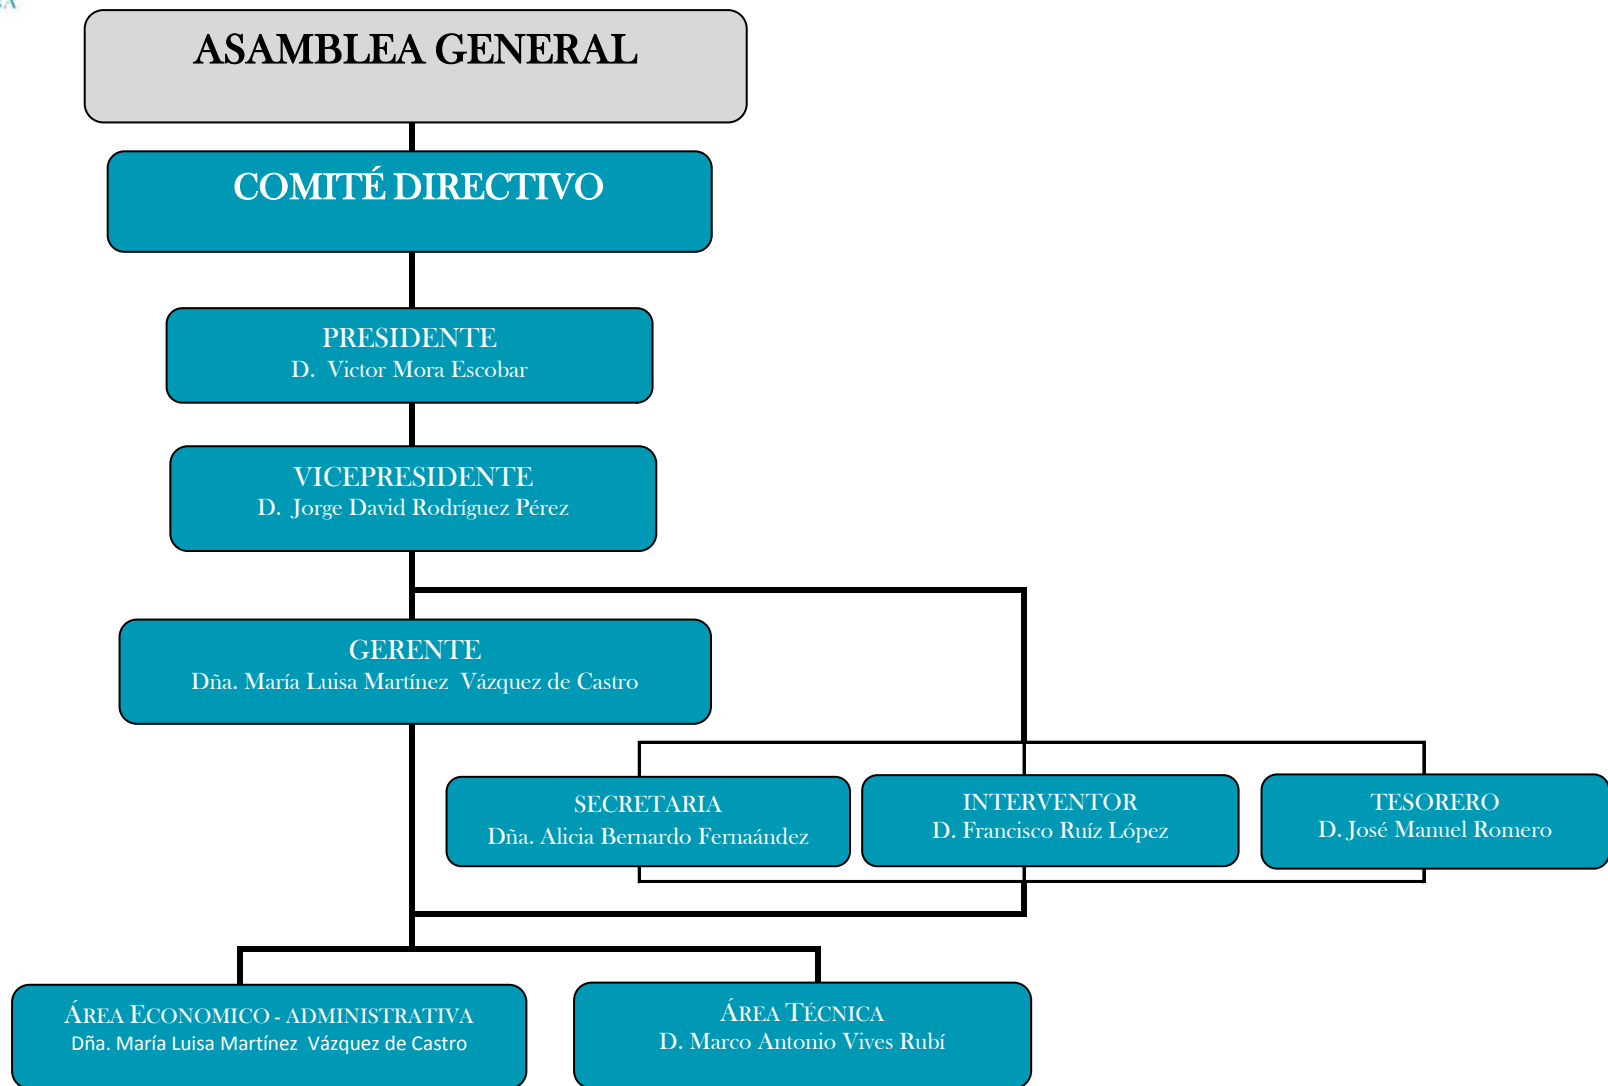 ASAMBLEA GENERAL
COMITÉ DIRECTIVO
PRESIDENTE
D. Victor Mora Escobar
VICEPRESIDENTE
D. Jorge David Rodríguez Pérez
GERENTE
Dña. María Luisa Martínez Vázquez de Castro
SECRETARIA
Dña. Alicia Bernardo Fernaández
INTERVENTOR
D. Francisco Ruíz López
TESORERO
D. José Manuel Romero
ÁREA ECONOMICO - ADMINISTRATIVA
Dña. María Luisa Martínez Vázquez de Castro
ÁREA TÉCNICA
D. Marco Antonio Vives Rubí